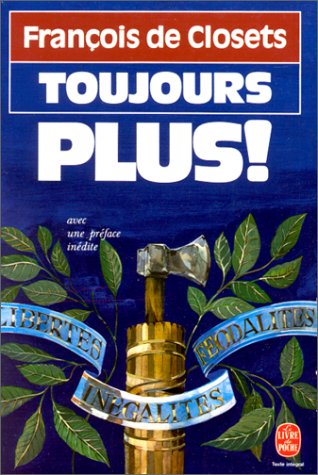 François de Closets
TOUJOURS
PLUS!
avec
une préface
inédite
LIBERTÉS
INÉGALITÉS
FÉODALITÉS
Le
LIVRE
de
POCHE
Texte intégral